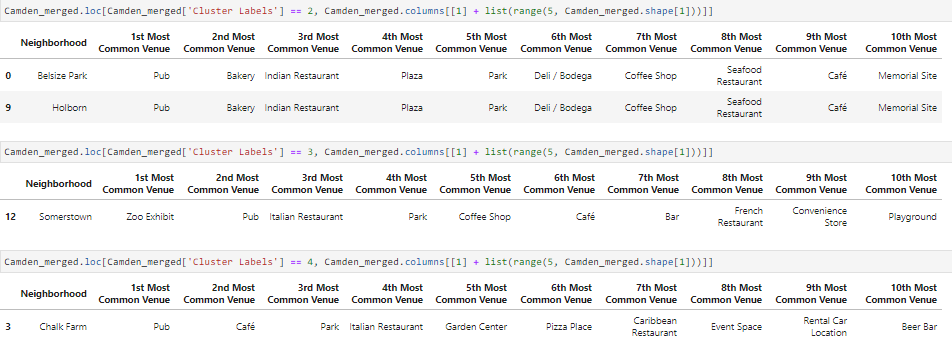 Camden_merged.loc[Camden_merged['Cluster Labels'] == 2, Camden_merged.columns[[1] + list(range(5, Camden_merged.shape[1]))]]
Neighborhood 1st Most Common Venue 2nd Most Common Venue 3rd Most Common Venue 4th Most Common Venue 5th Most Common Venue 6th Most Common Venue 7th Most Common Venue 8th Most Common Venue 9th Most Common Venue 10th Most Common Venue
0 Belsize Park Pub Bakery Indian Restaurant Plaza Park Deli / Bodega Coffee Shop Seafood Restaurant Café Memorial Site
9 Holborn Pub Bakery Indian Restaurant Plaza Park Deli / Bodega Coffee Shop Seafood Restaurant Café Memorial Site
Camden_merged.loc[Camden_merged['Cluster Labels'] == 3, Camden_merged.columns[[1] + list(range(5, Camden_merged.shape[1]))]]
Neighborhood 1st Most Common Venue 2nd Most Common Venue 3rd Most Common Venue 4th Most Common Venue 5th Most Common Venue 6th Most Common Venue 7th Most Common Venue 8th Most Common Venue 9th Most Common Venue 10th Most Common Venue
12 Somerstown Zoo Exhibit Pub Italian Restaurant Park Coffee Shop Café Bar French Restaurant Convenience Store Playground
Camden_merged.loc[Camden_merged['Cluster Labels'] == 4, Camden_merged.columns[[1] + list(range(5, Camden_merged.shape[1]))]]
Neighborhood 1st Most Common Venue 2nd Most Common Venue 3rd Most Common Venue 4th Most Common Venue 5th Most Common Venue 6th Most Common Venue 7th Most Common Venue 8th Most Common Venue 9th Most Common Venue 10th Most Common Venue
3 Chalk Farm Pub Café Park Italian Restaurant Garden Center Pizza Place Caribbean Restaurant Event Space Rental Car Location Beer Bar